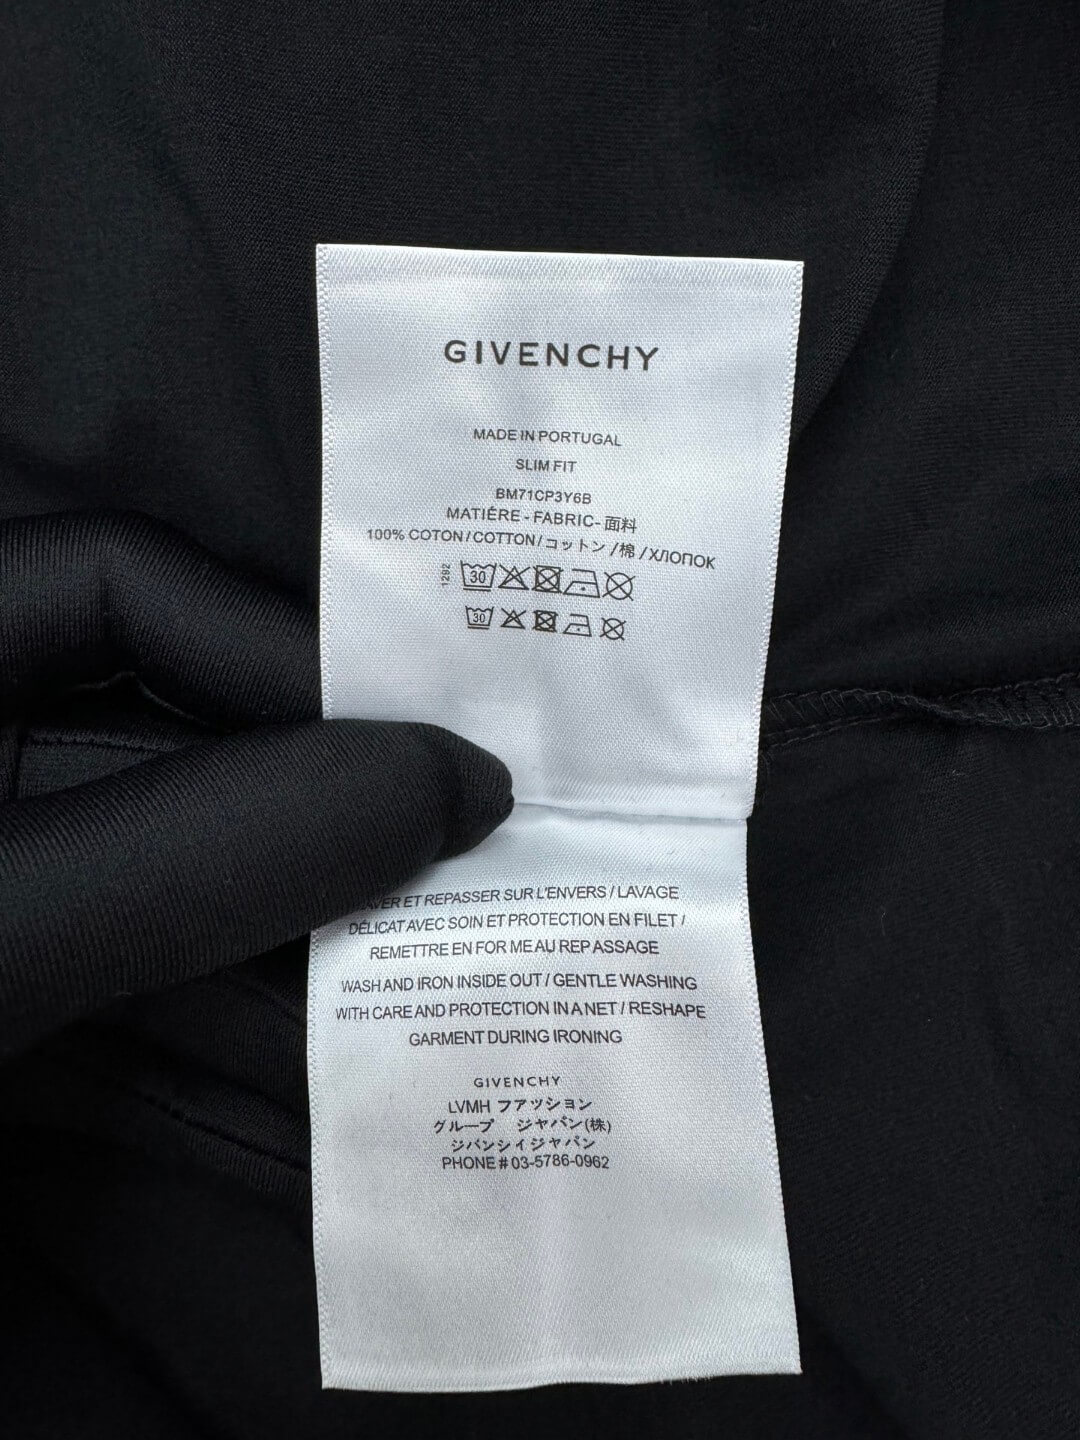 GIVENCHY
MADE IN PORTUGAL
SLIM FIT
BM71CP3Y6B
MATIÉRE - FABRIC- 面料
100% COTON / COTTON / コットン / 棉 / ХЛОПОК
1292
30
30
ET REPASSER SUR L'ENVERS / LAVAGE
DÉLICAT AVEC SOIN ET PROTECTION EN FILET /
REMETTRE EN FOR ME AU REP ASSAGE
WASH AND IRON INSIDE OUT / GENTLE WASHING
WITH CARE AND PROTECTION IN A NET / RESHAPE
GARMENT DURING IRONING
GIVENCHY
LVMH ファッション
グループ ジャパン(株)
ジバンシイジャパン
PHONE # 03-5786-0962